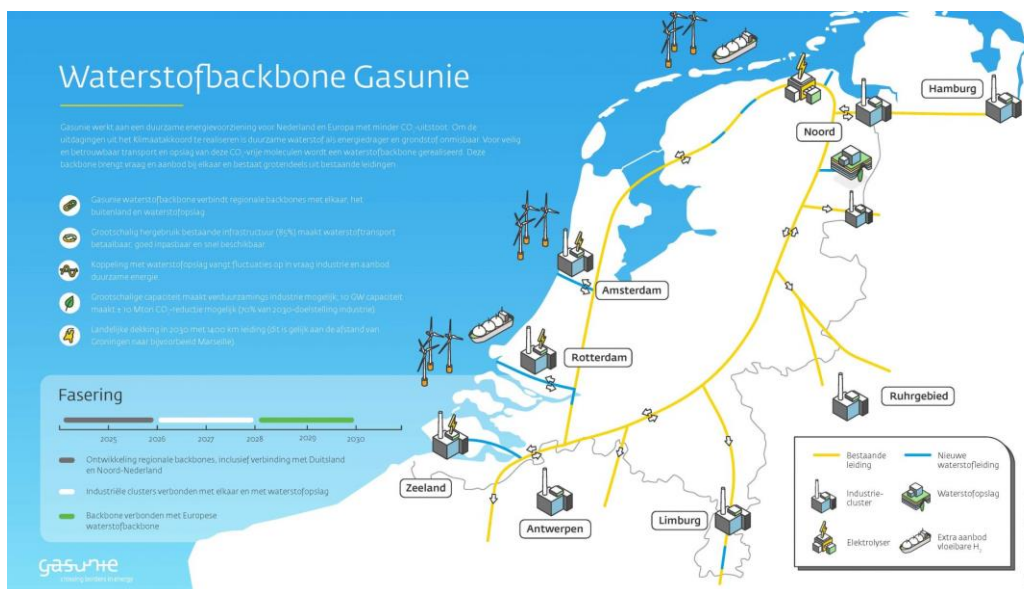 Waterstofbackbone Gasunie
Gasunie werkt aan een duurzame energievoorziening voor Nederland en Europa met minder CO₂-uitstoot. Om de
uitdagingen uit het Klimaatakkoord te realiseren is duurzame waterstof als energiedrager en grondstof onmisbaar. Voor veilig
en betrouwbaar transport en opslag van deze CO₂-vrije moleculen wordt een waterstofbackbone gerealiseerd. Deze
backbone brengt vraag en aanbod bij elkaar en bestaat grotendeels uit bestaande leidingen.
Gasunie waterstofbackbone verbindt regionale backbones met elkaar, het
buitenland en waterstofopslag
Grootschalig hergebruik bestaande infrastructuur (85%) maakt waterstoftransport
betaalbaar, goed inpasbaar en snel beschikbaar
Koppeling met waterstofopslag vangt fluctuaties op in vraag industrie en aanbod
duurzame energie
Grootschalige capaciteit maakt verduurzamings industrie mogelijk, 10 GW capaciteit
maakt ± 10 Mton CO₂-reductie mogelijk (70% van 2030-doelstelling industrie)
Landelijke dekking in 2030 met 1400 km leiding (dit is gelijk aan de afstand van
Groningen naar bijvoorbeeld Marseille)
Fasering
2025 2026 2027 2028 2029 2030
Ontwikkeling regionale backbones, inclusief verbinding met Duitsland
en Noord-Nederland
Industriële clusters verbonden met elkaar en met waterstofopslag
Backbone verbonden met Europese
waterstofbackbone
gasunie
crossing borders in energy
Hamburg
Noord
Amsterdam
Rotterdam
Ruhrgebied
Zeeland
Antwerpen
Limburg
Bestaande
leiding
Nieuwe
waterstofleiding
Industrie-
cluster
Waterstofopslag
Elektrolyser
Extra aanbod
vloeibare H₂